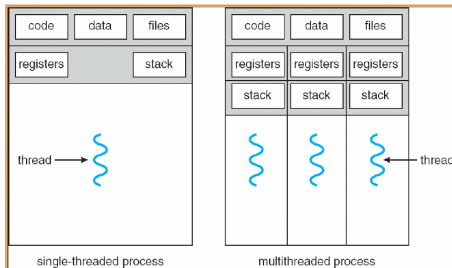 code data files code data files
registers stack registers registers registers
stack stack stack
thread thread
single-threaded process multithreaded process